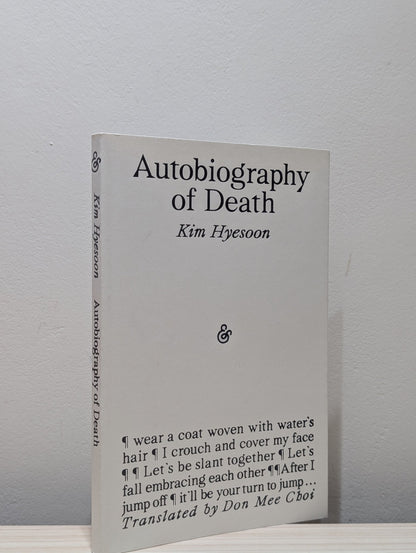 Autobiography
of Death
Kim Hyesoon
&
¶ wear a coat woven with water's
hair ¶ I crouch and cover my face
¶ ¶ Let's be slant together ¶ Let's
fall embracing each other ¶¶After I
jump off ¶ it'll be your turn to jump...
Translated by Don Mee Choi
& Kim Hyesoon Autobiography of Death